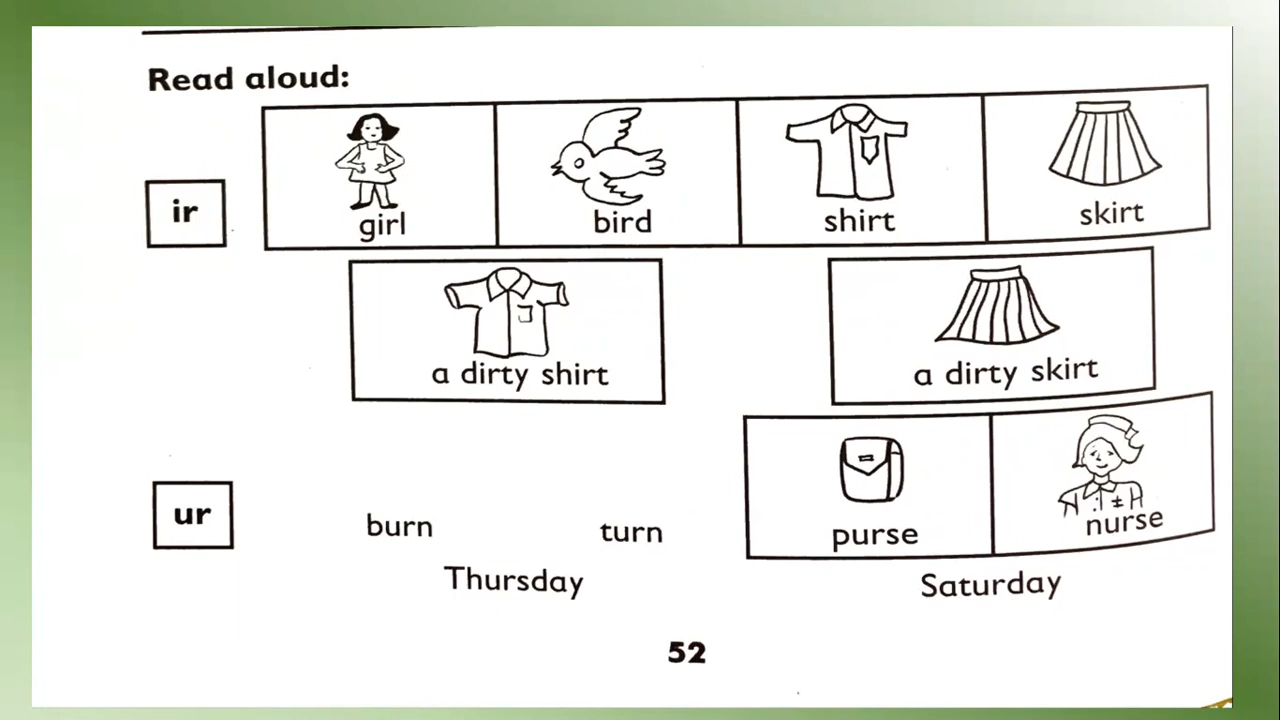 Read aloud:
ir
girl bird shirt skirt
a dirty shirt a dirty skirt
ur
burn turn purse nurse
Thursday Saturday
52